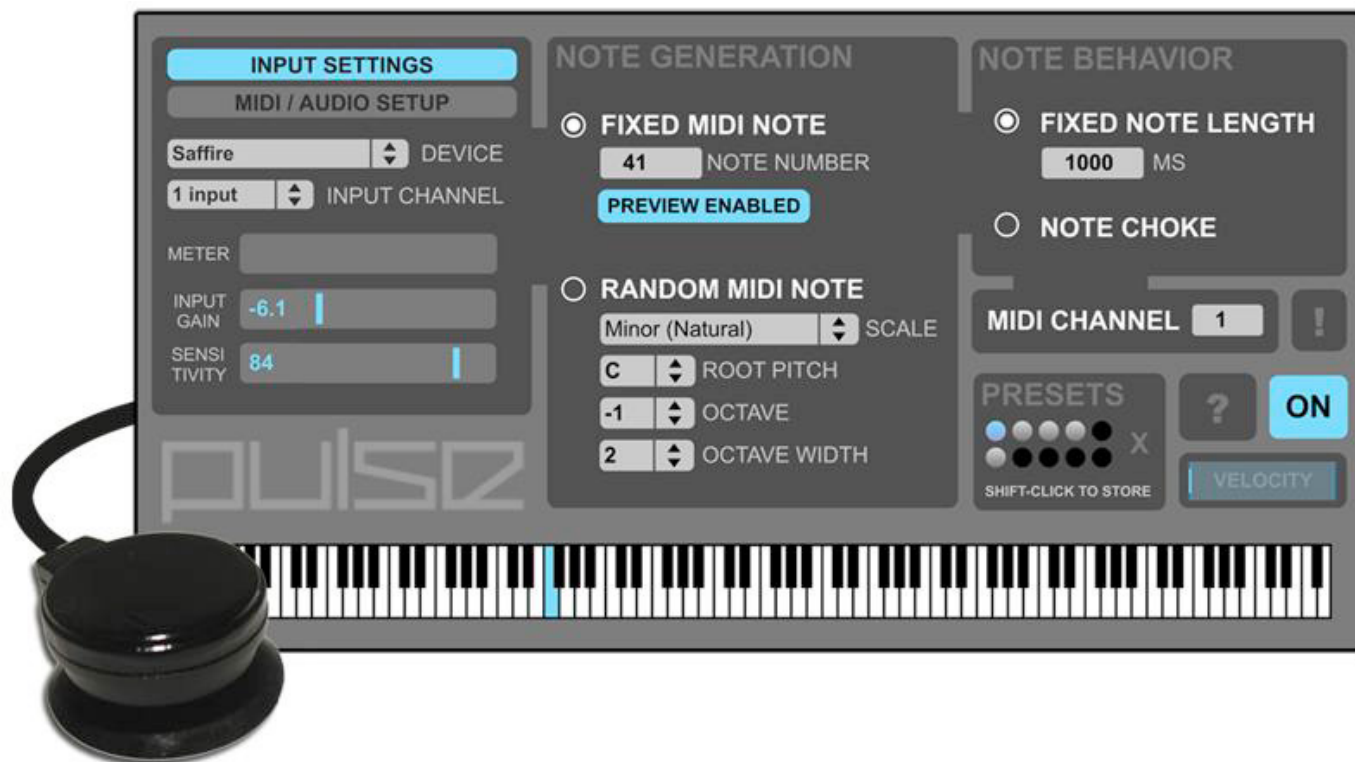 INPUT SETTINGS
MIDI / AUDIO SETUP
Saffire DEVICE
1 input INPUT CHANNEL
METER
INPUT
GAIN
-6.1
SENSI
TIVITY
84
pulse
NOTE GENERATION
FIXED MIDI NOTE
41 NOTE NUMBER
PREVIEW ENABLED
RANDOM MIDI NOTE
Minor (Natural) SCALE
C ROOT PITCH
-1 OCTAVE
2 OCTAVE WIDTH
NOTE BEHAVIOR
FIXED NOTE LENGTH
1000 MS
NOTE CHOKE
MIDI CHANNEL 1 !
PRESETS
X
SHIFT-CLICK TO STORE
? ON
VELOCITY